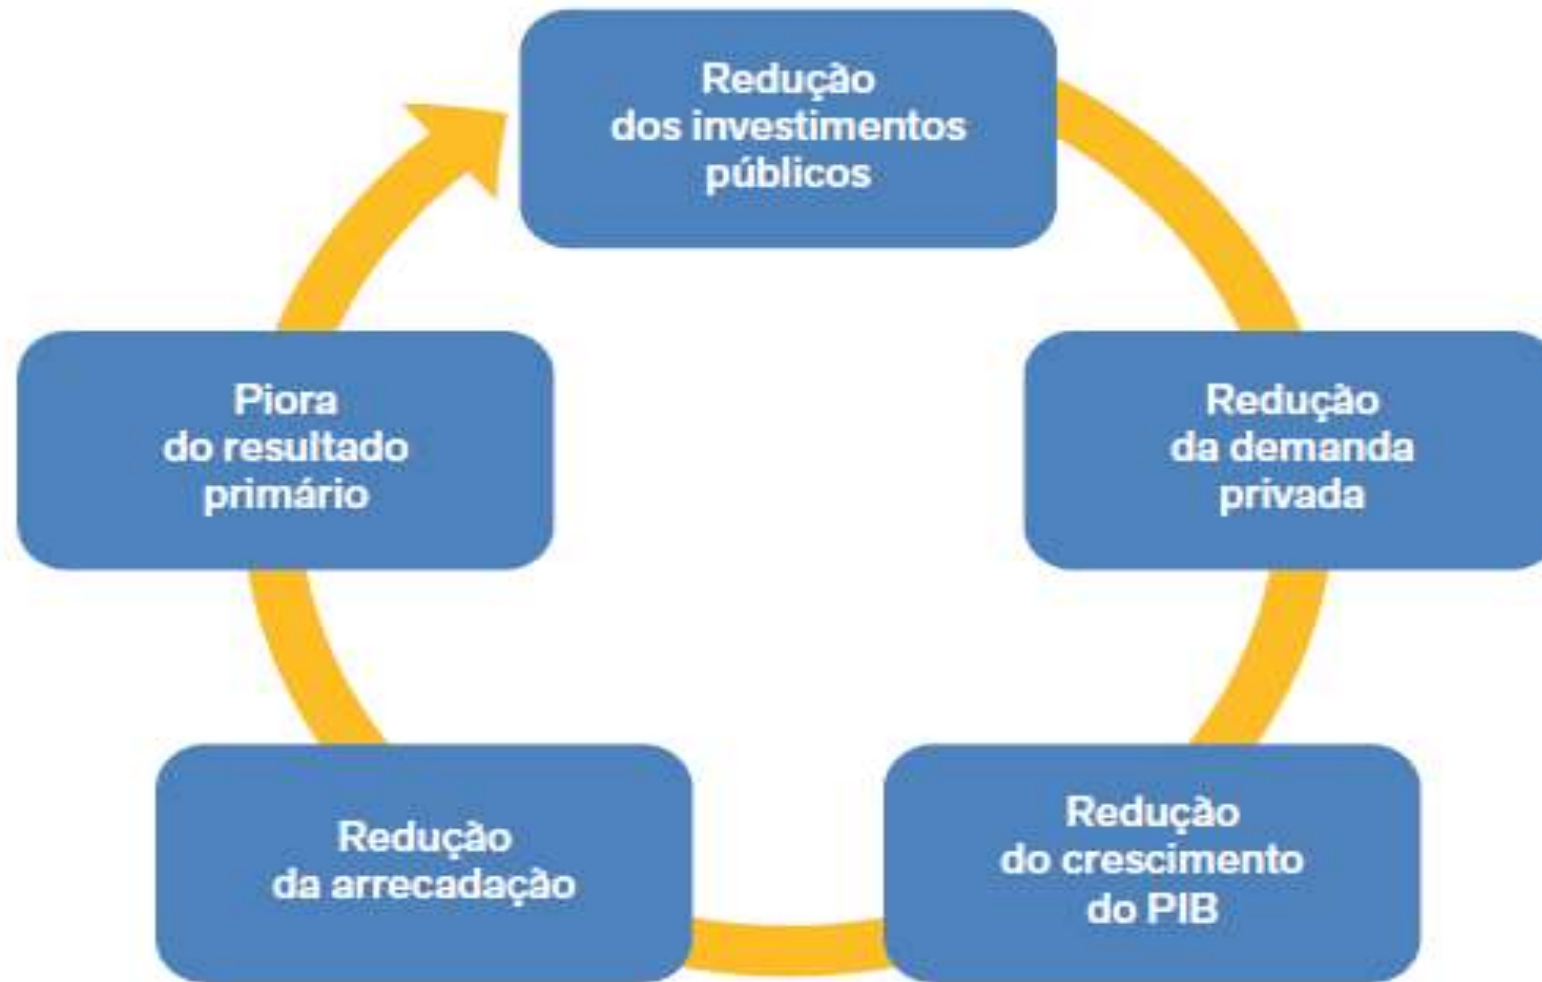 Redução
dos investimentos
públicos
Redução
da demanda
privada
Redução
do crescimento
do PIB
Redução
da arrecadação
Piora
do resultado
primário